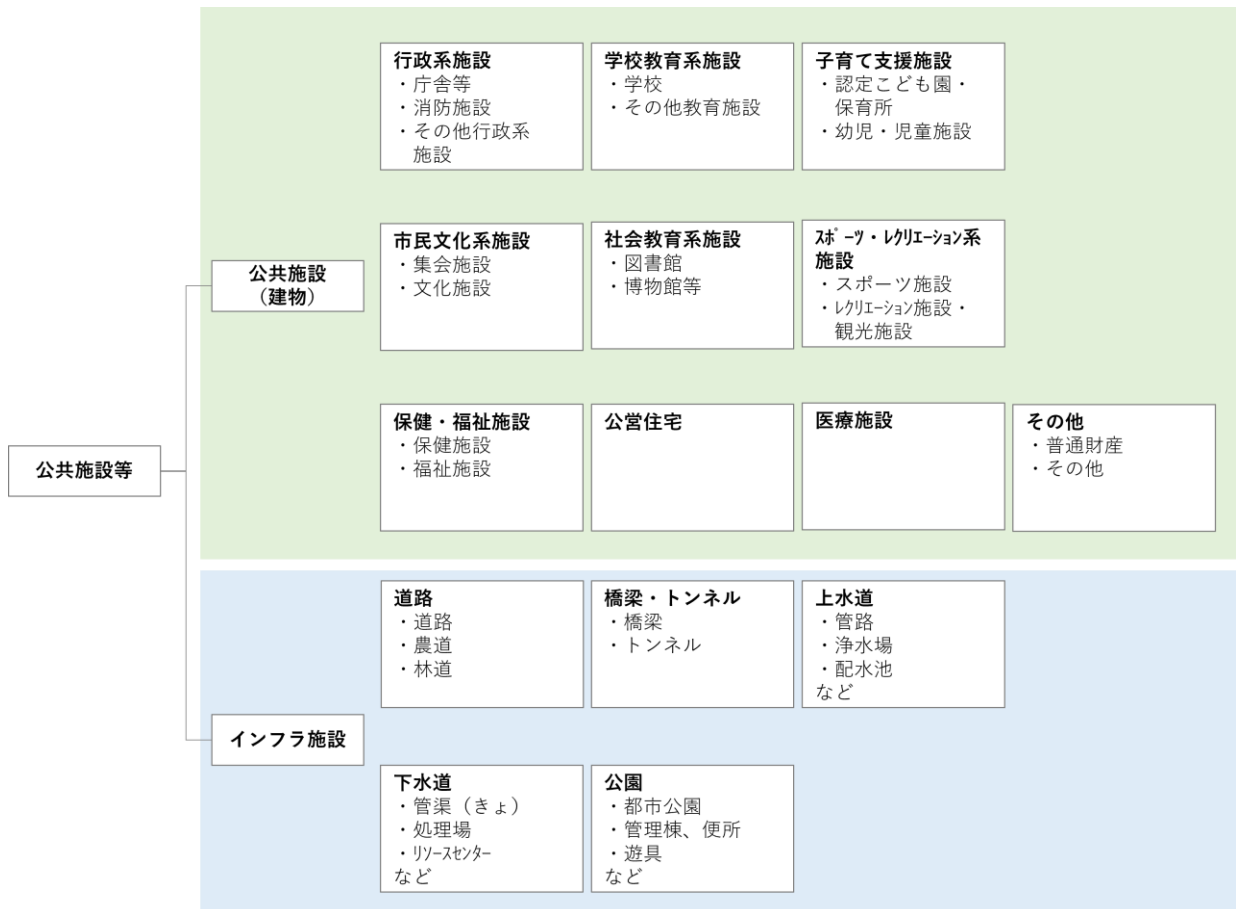 公共施設等
公共施設
（建物）
行政系施設
・庁舎等
・消防施設
・その他行政系
施設
学校教育系施設
・学校
・その他教育施設
子育て支援施設
・認定こども園・
保育所
・幼児・児童施設
市民文化系施設
・集会施設
・文化施設
社会教育系施設
・図書館
・博物館等
ｽﾎﾟｰﾂ・ﾚｸﾘｴｰｼｮﾝ系
施設
・スポーツ施設
・ﾚｸﾘｴｰｼｮﾝ施設・
観光施設
保健・福祉施設
・保健施設
・福祉施設
公営住宅
医療施設
その他
・普通財産
・その他
インフラ施設
道路
・道路
・農道
・林道
橋梁・トンネル
・橋梁
・トンネル
上水道
・管路
・浄水場
・配水池
など
下水道
・管渠（きょ）
・処理場
・ﾘｿｰｽｾﾝﾀｰ
など
公園
・都市公園
・管理棟、便所
・遊具
など